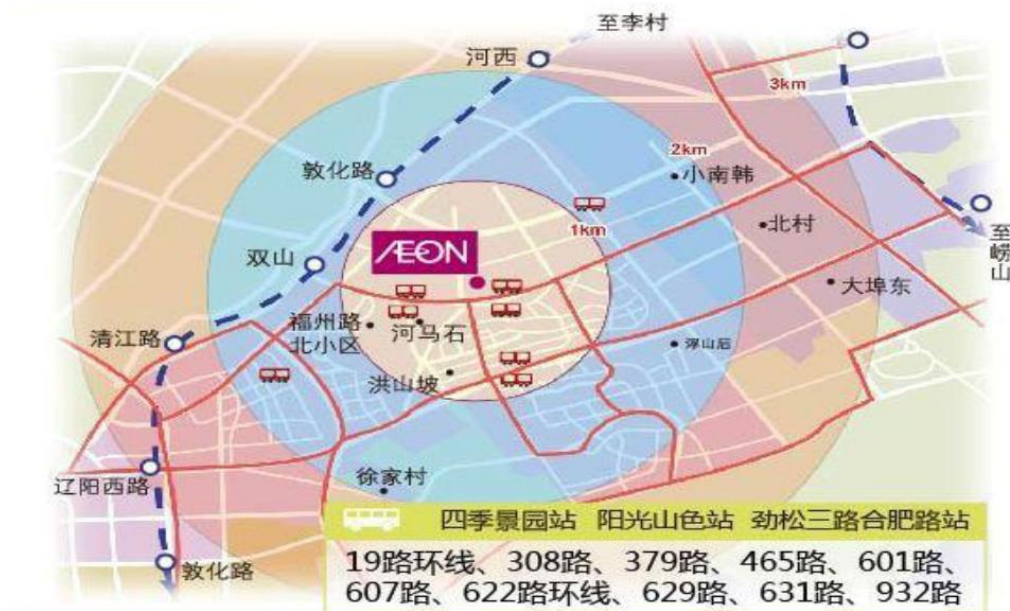 至李村
河西
3km
2km
敦化路
小南韩
1km
北村
ÆON
至崂山
双山
大埠东
福州路
北小区
河马石
清江路
浮山后
洪山坡
徐家村
辽阳西路
敦化路
四季景园站 阳光山色站 劲松三路合肥路站
19路环线、308路、379路、465路、601路、
607路、622路环线、629路、631路、932路